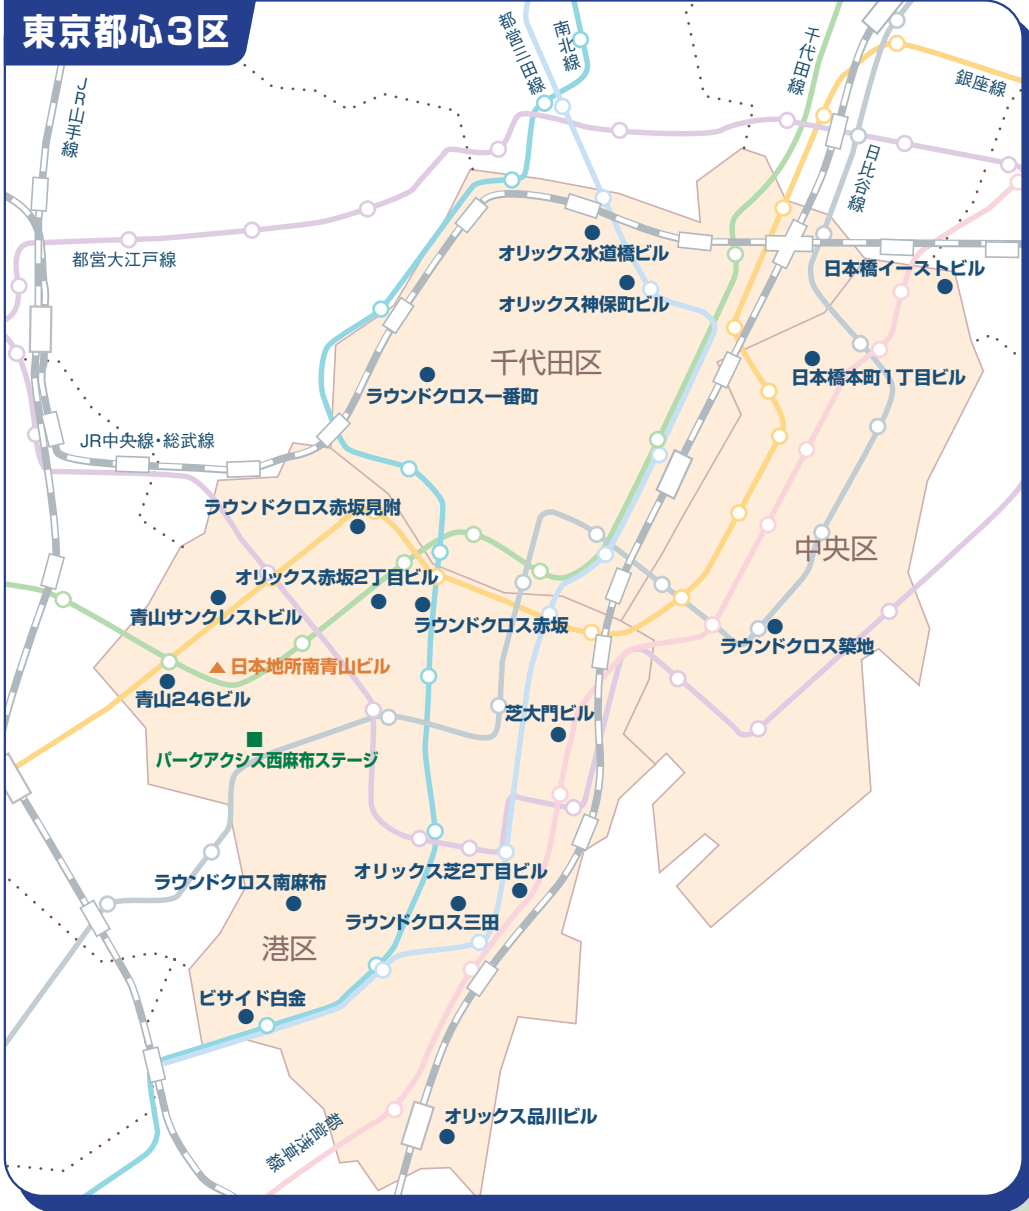 東京都心3区
都営三田線
南北線
千代田線
銀座線
JR山手線
日比谷線
都営大江戸線
オリックス水道橋ビル
日本橋イーストビル
オリックス神保町ビル
千代田区
日本橋本町1丁目ビル
ラウンドクロス一番町
JR中央線・総武線
ラウンドクロス赤坂見附
中央区
オリックス赤坂2丁目ビル
青山サンクレストビル
ラウンドクロス赤坂
ラウンドクロス築地
日本地所南青山ビル
青山246ビル
芝大門ビル
パークアクシス西麻布ステージ
オリックス芝2丁目ビル
ラウンドクロス南麻布
ラウンドクロス三田
港区
ビサイド白金
オリックス品川ビル
都営浅草線